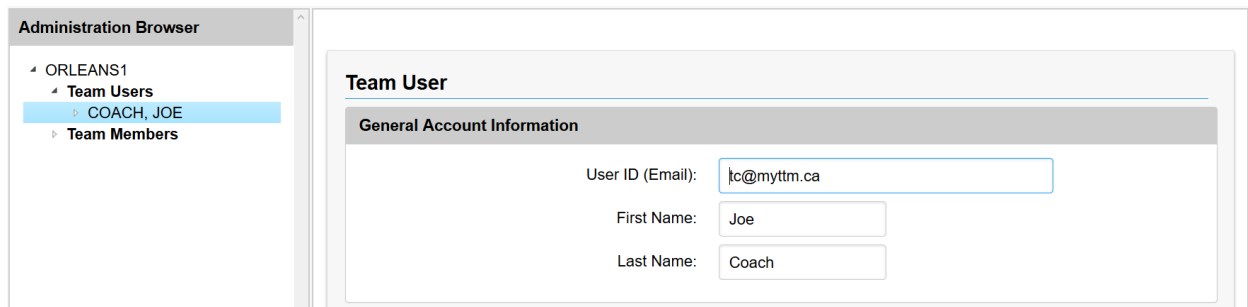 Administration Browser
ORLEANS1
Team Users
COACH, JOE
Team Members
Team User
General Account Information
User ID (Email): tc@myttm.ca
First Name: Joe
Last Name: Coach